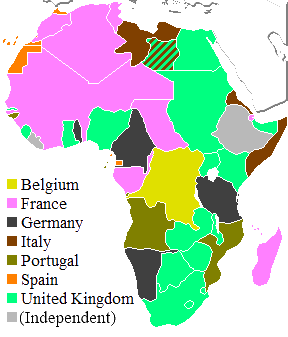 Belgium
France
Germany
Italy
Portugal
Spain
United Kingdom
(Independent)